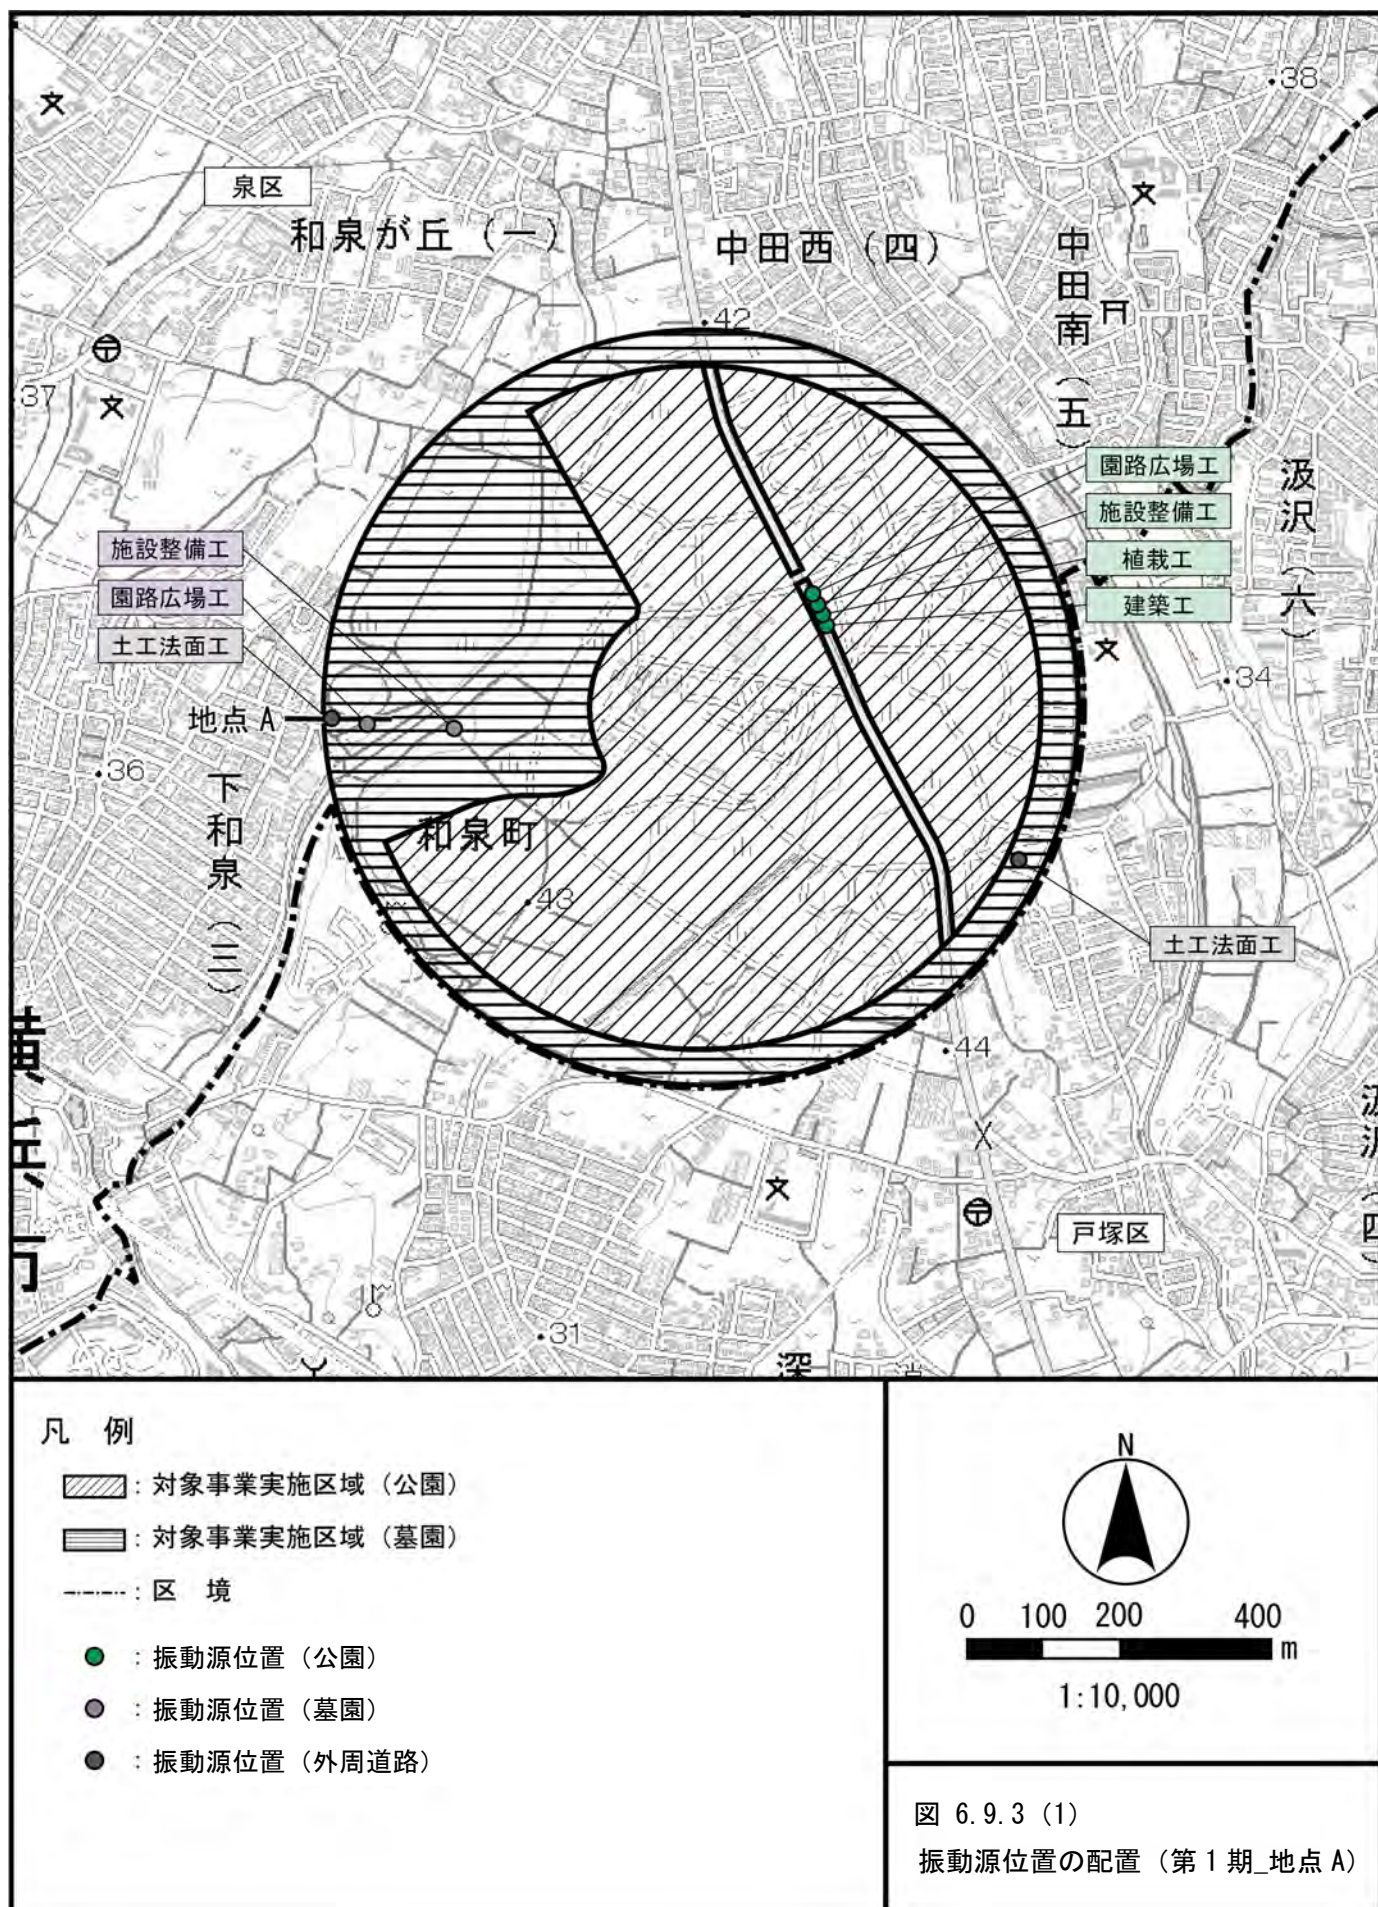 38
泉区
和泉が丘（一）
中田西（四）
中田南（五）
42
37
園路広場工
施設整備工
植栽工
建築工
汲沢（六）
施設整備工
園路広場工
土工法面工
地点 A
34
36
下和泉（三）
和泉町
43
土工法面工
44
戸塚区
31
深
凡 例
：対象事業実施区域（公園）
：対象事業実施区域（墓園）
：区 境
：振動源位置（公園）
：振動源位置（墓園）
：振動源位置（外周道路）
N
0 100 200 400
m
1:10,000
図 6.9.3 (1)
振動源位置の配置（第1期_地点A）